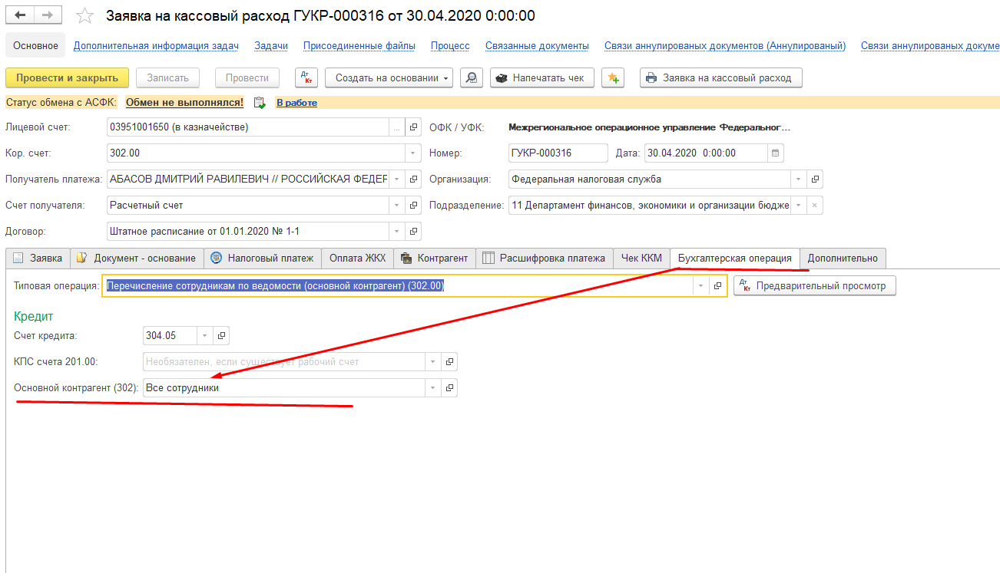 Заявка на кассовый расход ГУКР-000316 от 30.04.2020 0:00:00
Основное Дополнительная информация задач Задачи Присоединенные файлы Процесс Связанные документы Связи аннулированых документов (Аннулированый) Связи аннулированых докуме
Провести и закрыть Записать Провести Дт Кт Создать на основании Напечатать чек Заявка на кассовый расход
Статус обмена с АСФК: Обмен не выполнялся! В работе
Лицевой счет: 03951001650 (в казначействе) ... ОФК / УФК: Межрегиональное операционное управление Федеральног...
Кор. счет: 302.00 Номер: ГУКР-000316 Дата: 30.04.2020 0:00:00
Получатель платежа: АБАСОВ ДМИТРИЙ РАВИЛЕВИЧ // РОССИЙСКАЯ ФЕДЕР Организация: Федеральная налоговая служба
Счет получателя: Расчетный счет Подразделение: 11 Департамент финансов, экономики и организации бюдже
Договор: Штатное расписание от 01.01.2020 № 1-1
Заявка Документ - основание Налоговый платеж Оплата ЖКХ Контрагент Расшифровка платежа Чек ККМ Бухгалтерская операция Дополнительно
Типовая операция: Перечисление сотрудникам по ведомости (основной контрагент) (302.00) Дт Кт Предварительный просмотр
Кредит
Счет кредита: 304.05
КПС счета 201.00: Необязателен, если существует рабочий счет
Основной контрагент (302): Все сотрудники